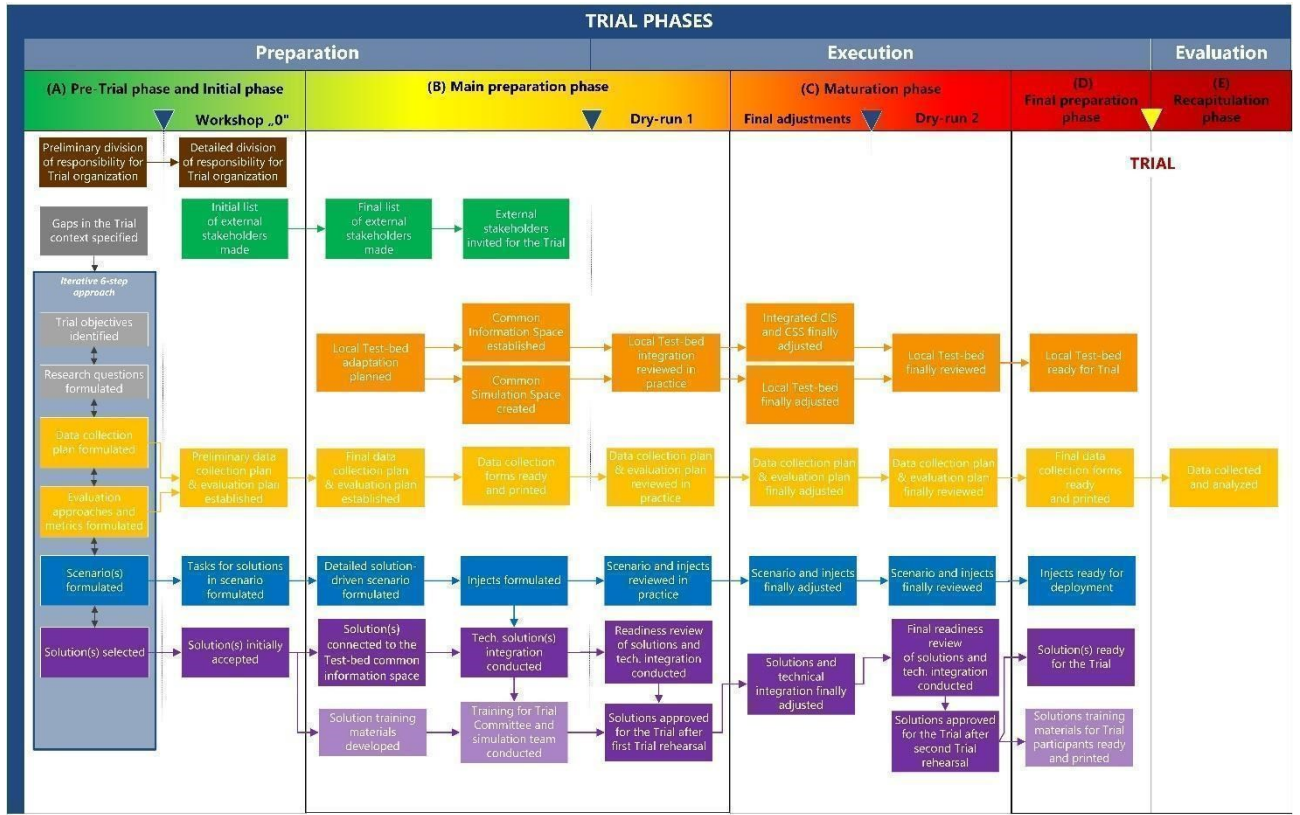 TRIAL PHASES
Preparation
Execution
Evaluation
(A) Pre-Trial phase and Initial phase
(B) Main preparation phase
(C) Maturation phase
(D)
Final preparation
phase
(E)
Recapitulation
phase
Workshop „0"
Dry-run 1
Final adjustments
Dry-run 2
TRIAL
Preliminary division
of responsibility for
Trial organization
Detailed division
of responsibility for
Trial organization
Gaps in the Trial
context specified
Initial list
of external
stakeholders
made
Final list
of external
stakeholders
made
External
stakeholders
invited for the Trial
Iterative 6-step
approach
Trial objectives
identified
Research questions
formulated
Local Test-bed
adaptation
planned
Common
Information Space
established
Common
Simulation Space
created
Local Test-bed
integration
reviewed in
practice
Integrated CIS
and CSS finally
adjusted
Local Test-bed
finally adjusted
Local Test-bed
finally reviewed
Local Test-bed
ready for Trial
Data collection
plan formulated
Evaluation
approaches and
metrics formulated
Preliminary data
collection plan
& evaluation plan
established
Final data
collection plan
& evaluation plan
established
Data collection
forms ready
and printed
Data collection plan
& evaluation plan
reviewed in
practice
Data collection plan
& evaluation plan
finally adjusted
Data collection plan
& evaluation plan
finally reviewed
Final data
collection forms
ready
and printed
Data collected
and analyzed
Scenario(s)
formulated
Tasks for solutions
in scenario
formulated
Detailed solution-
driven scenario
formulated
Injects formulated
Scenario and injects
reviewed in
practice
Scenario and injects
finally adjusted
Scenario and injects
finally reviewed
Injects ready for
deployment
Solution(s) selected
Solution(s) initially
accepted
Solution(s)
connected to the
Test-bed common
information space
Tech. solution(s)
integration
conducted
Readiness review
of solutions and
tech. integration
conducted
Solutions and
technical
integration finally
adjusted
Final readiness
review
of solutions and
tech. integration
conducted
Solution(s) ready
for the Trial
Solution training
materials
developed
Training for Trial
Committee and
simulation team
conducted
Solutions approved
for the Trial after
first Trial rehearsal
Solutions approved
for the Trial after
second Trial
rehearsal
Solutions training
materials for Trial
participants ready
and printed